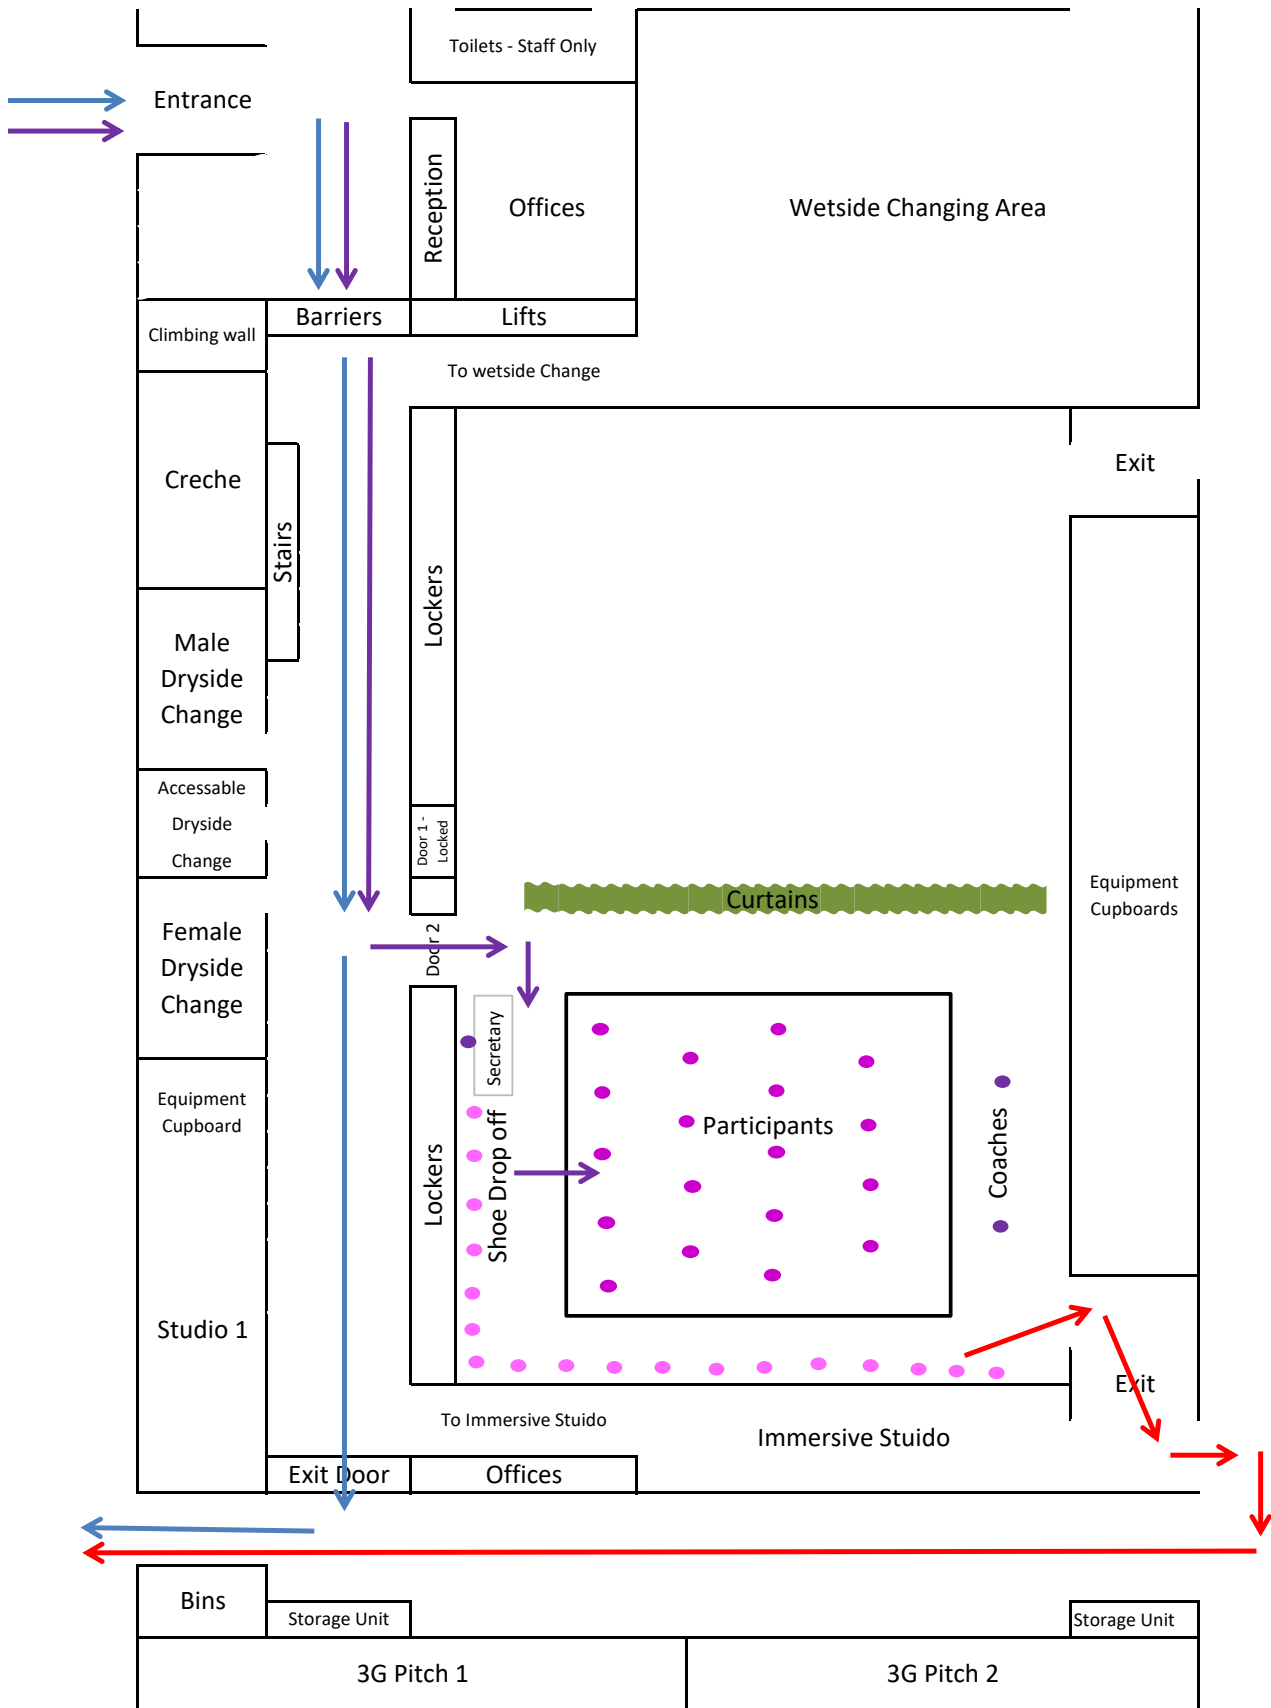 Toilets - Staff Only
Entrance
Reception
Offices
Wetside Changing Area
Barriers
Lifts
Climbing wall
To wetside Change
Creche
Stairs
Lockers
Exit
Male
Dryside
Change
Accessable
Dryside
Change
Door 1 -
Locked
Curtains
Equipment
Cupboards
Female
Dryside
Change
Door 2
Secretary
Equipment
Cupboard
Lockers
Shoe Drop off
Participants
Coaches
Studio 1
Exit
To Immersive Stuido
Immersive Stuido
Exit Door
Offices
Bins
Storage Unit
Storage Unit
3G Pitch 1
3G Pitch 2